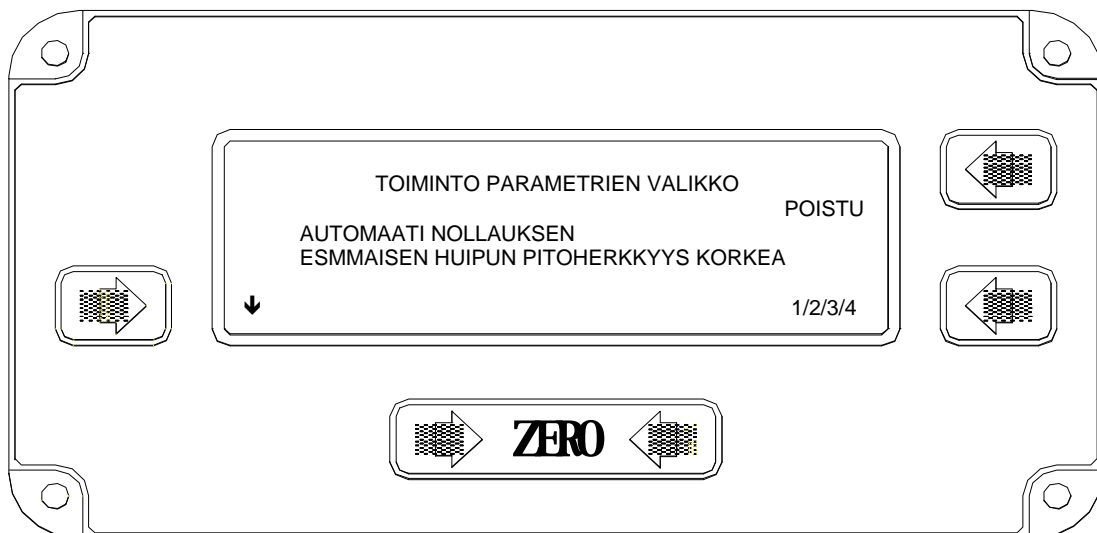 TOIMINTO PARAMETRIEN VALIKKO
POISTU
AUTOMAATI NOLLAUKSEN
ESMMAISEN HUIPUN PITOHERKKYYS KORKEA
1/2/3/4
ZERO